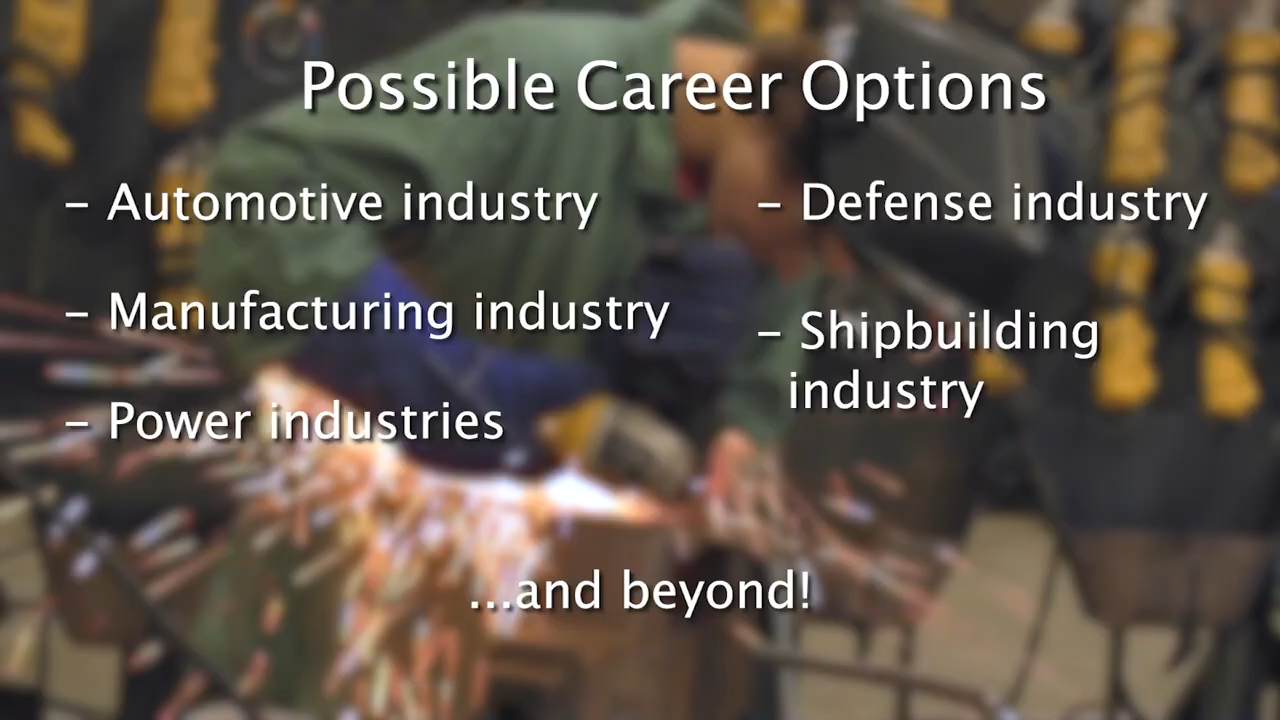 Possible Career Options
– Automotive industry
– Manufacturing industry
– Power industries
– Defense industry
– Shipbuilding
industry
...and beyond!